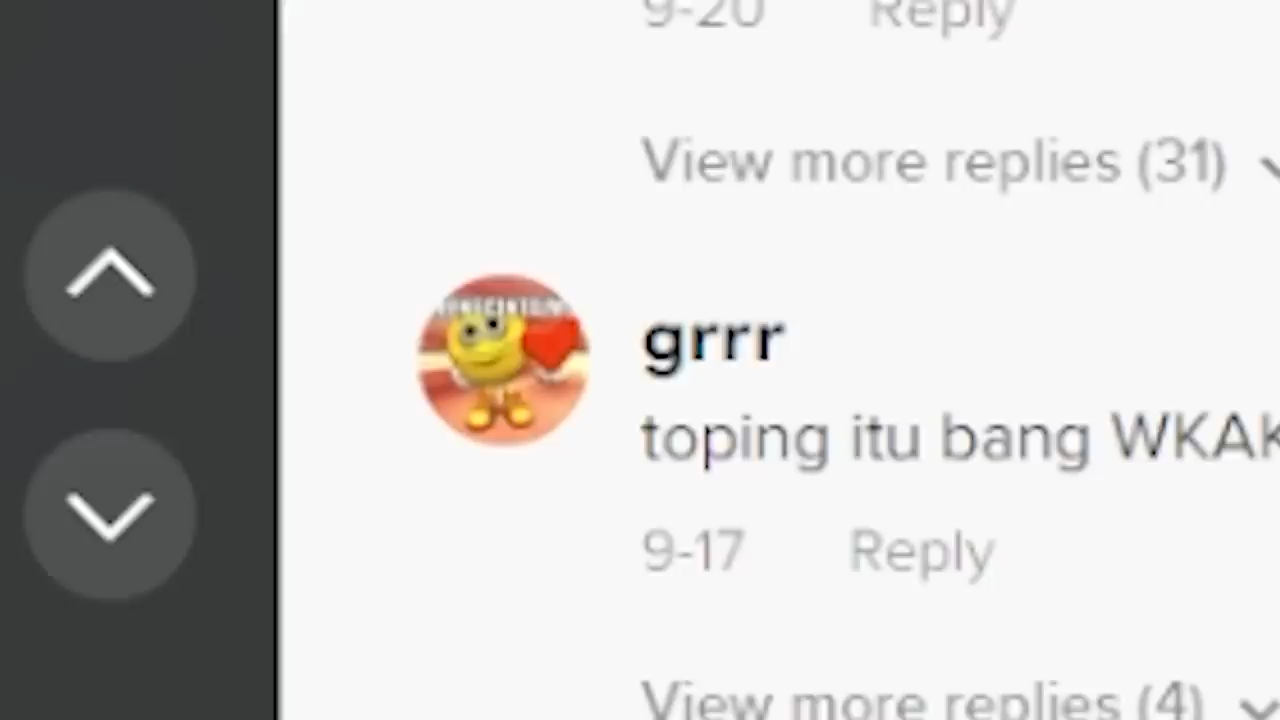 9-20 Reply
View more replies (31)
grrr
toping itu bang WKAK
9-17 Reply
View more replies (4)